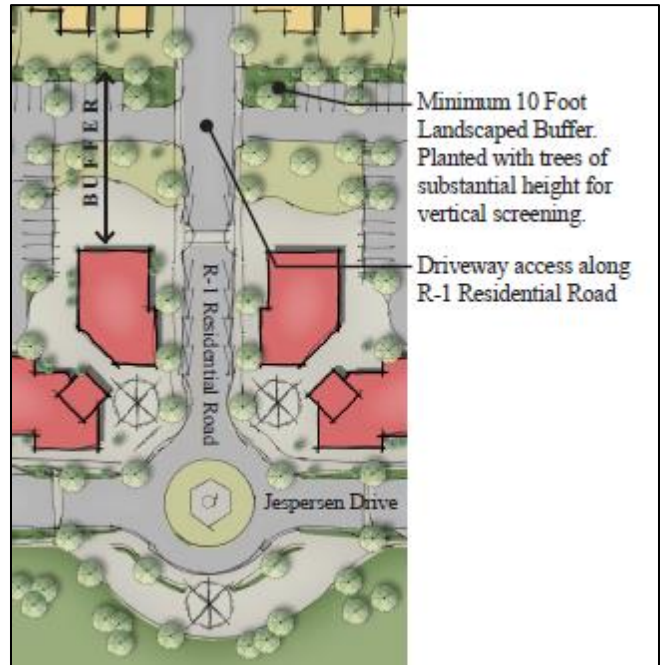 Minimum 10 Foot
Landscaped Buffer.
Planted with trees of
substantial height for
vertical screening.
Driveway access along
R-1 Residential Road
BUFFER
R-1 Residential Road
Jespersen Drive